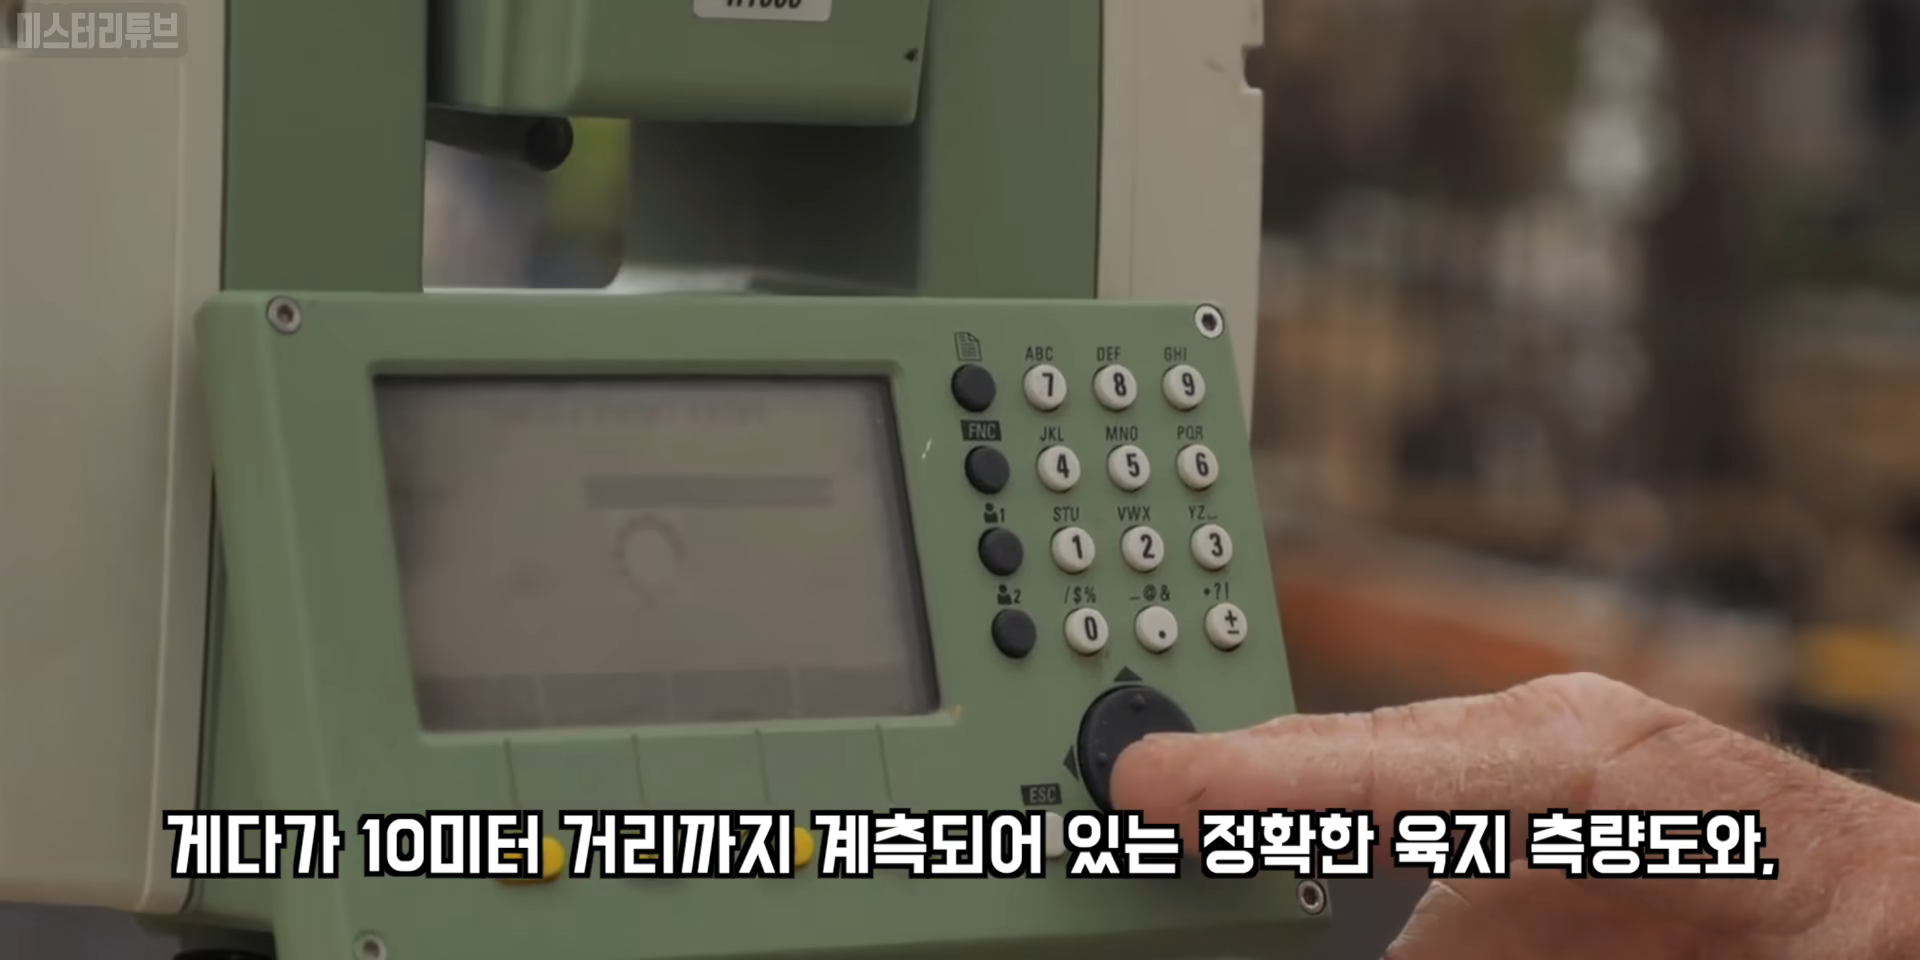 미스터리튜브
ABC DEF GHI
7 8 9
FNC JKL MNO PQR
4 5 6
1 STU VWX YZ
1 2 3
2 /$% _@& *?!
0 . ±
ESC
게다가 10미터 거리까지 계측되어 있는 정확한 육지 측량도와,